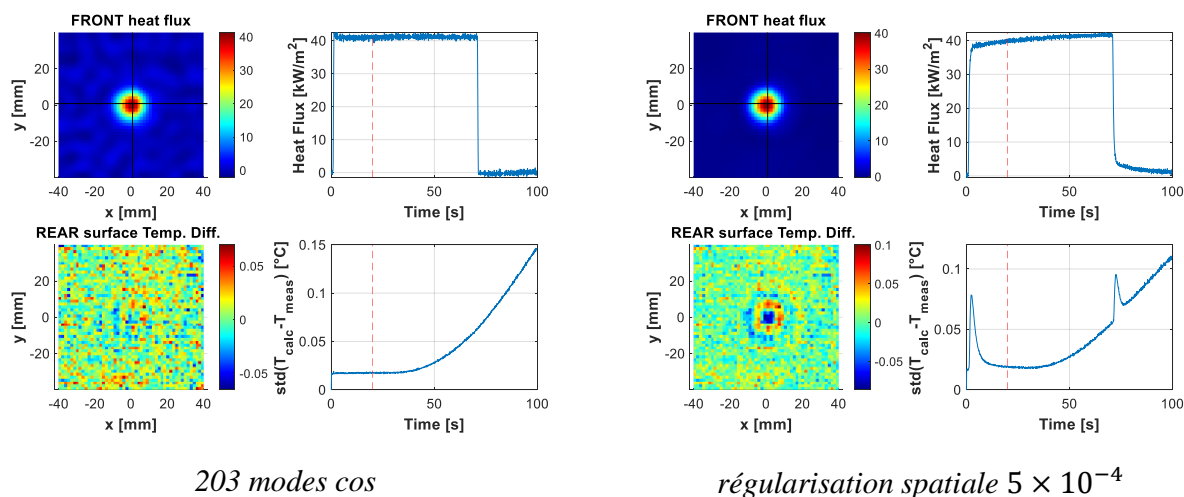 FRONT heat flux
y [mm]
20
0
-20
-40 -20 0 20 40
x [mm]
40
30
20
10
0
Heat Flux [kW/m²]
40
30
20
10
0
0 50 100
Time [s]
REAR surface Temp. Diff.
y [mm]
20
0
-20
-40 -20 0 20 40
x [mm]
0.05
0
-0.05
std(T_calc-T_meas) [°C]
0.15
0.1
0.05
0
0 50 100
Time [s]
203 modes cos
FRONT heat flux
y [mm]
20
0
-20
-40 -20 0 20 40
x [mm]
40
30
20
10
0
Heat Flux [kW/m²]
40
30
20
10
0
0 50 100
Time [s]
REAR surface Temp. Diff.
y [mm]
20
0
-20
-40 -20 0 20 40
x [mm]
0.1
0.05
0
-0.05
std(T_calc-T_meas) [°C]
0.1
0.05
0
0 50 100
Time [s]
régularisation spatiale 5 × 10⁻⁴